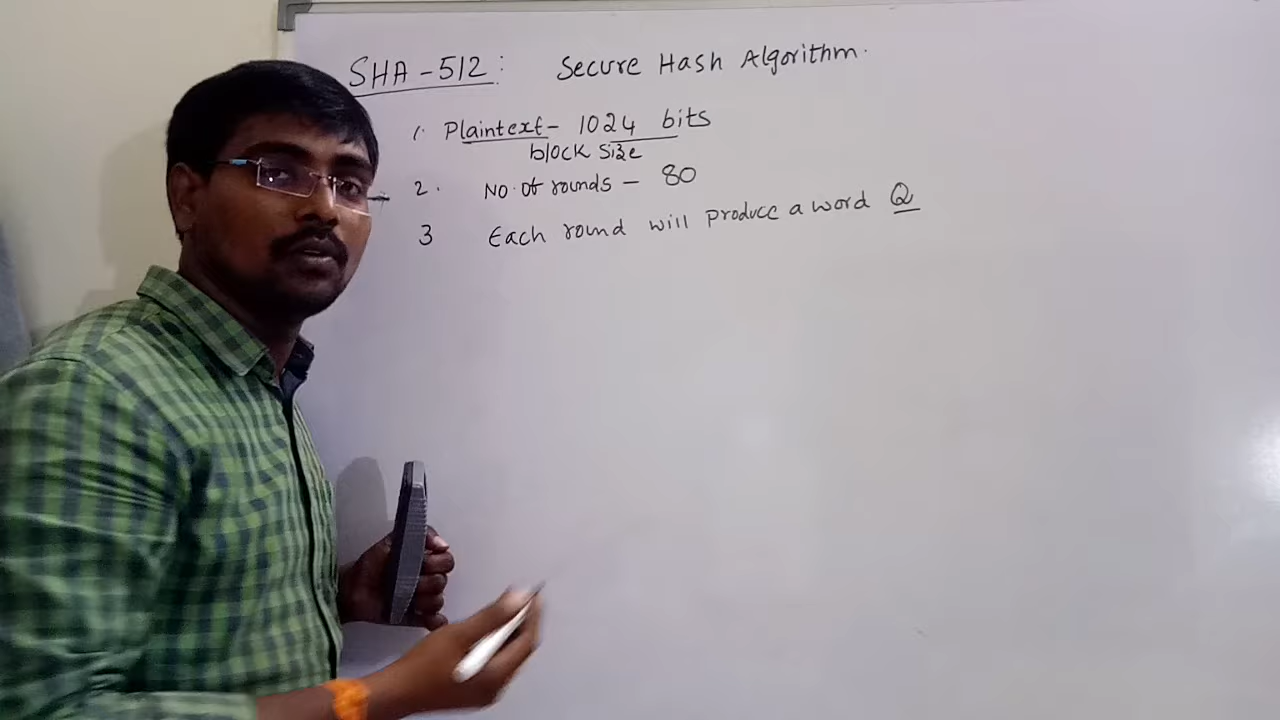 SHA-512: Secure Hash Algorithm.
1. Plaintext- 1024 bits
block size
2. No. of rounds - 80
3 Each round will produce a word Q